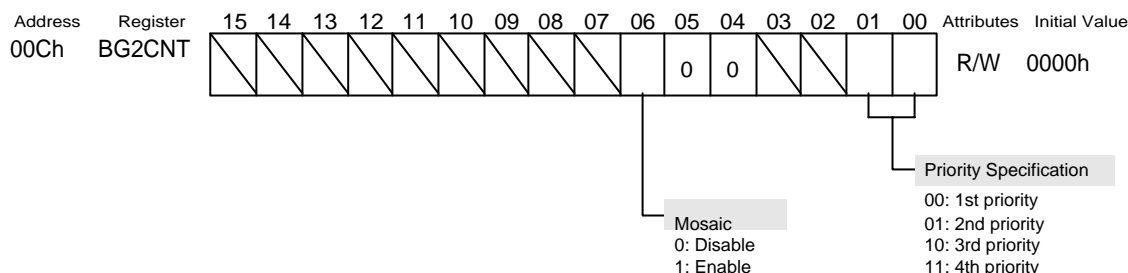 Address Register 15 14 13 12 11 10 09 08 07 06 05 04 03 02 01 00 Attributes Initial Value
00Ch BG2CNT 0 0 R/W 0000h
Priority Specification
00: 1st priority
01: 2nd priority
10: 3rd priority
11: 4th priority
Mosaic
0: Disable
1: Enable